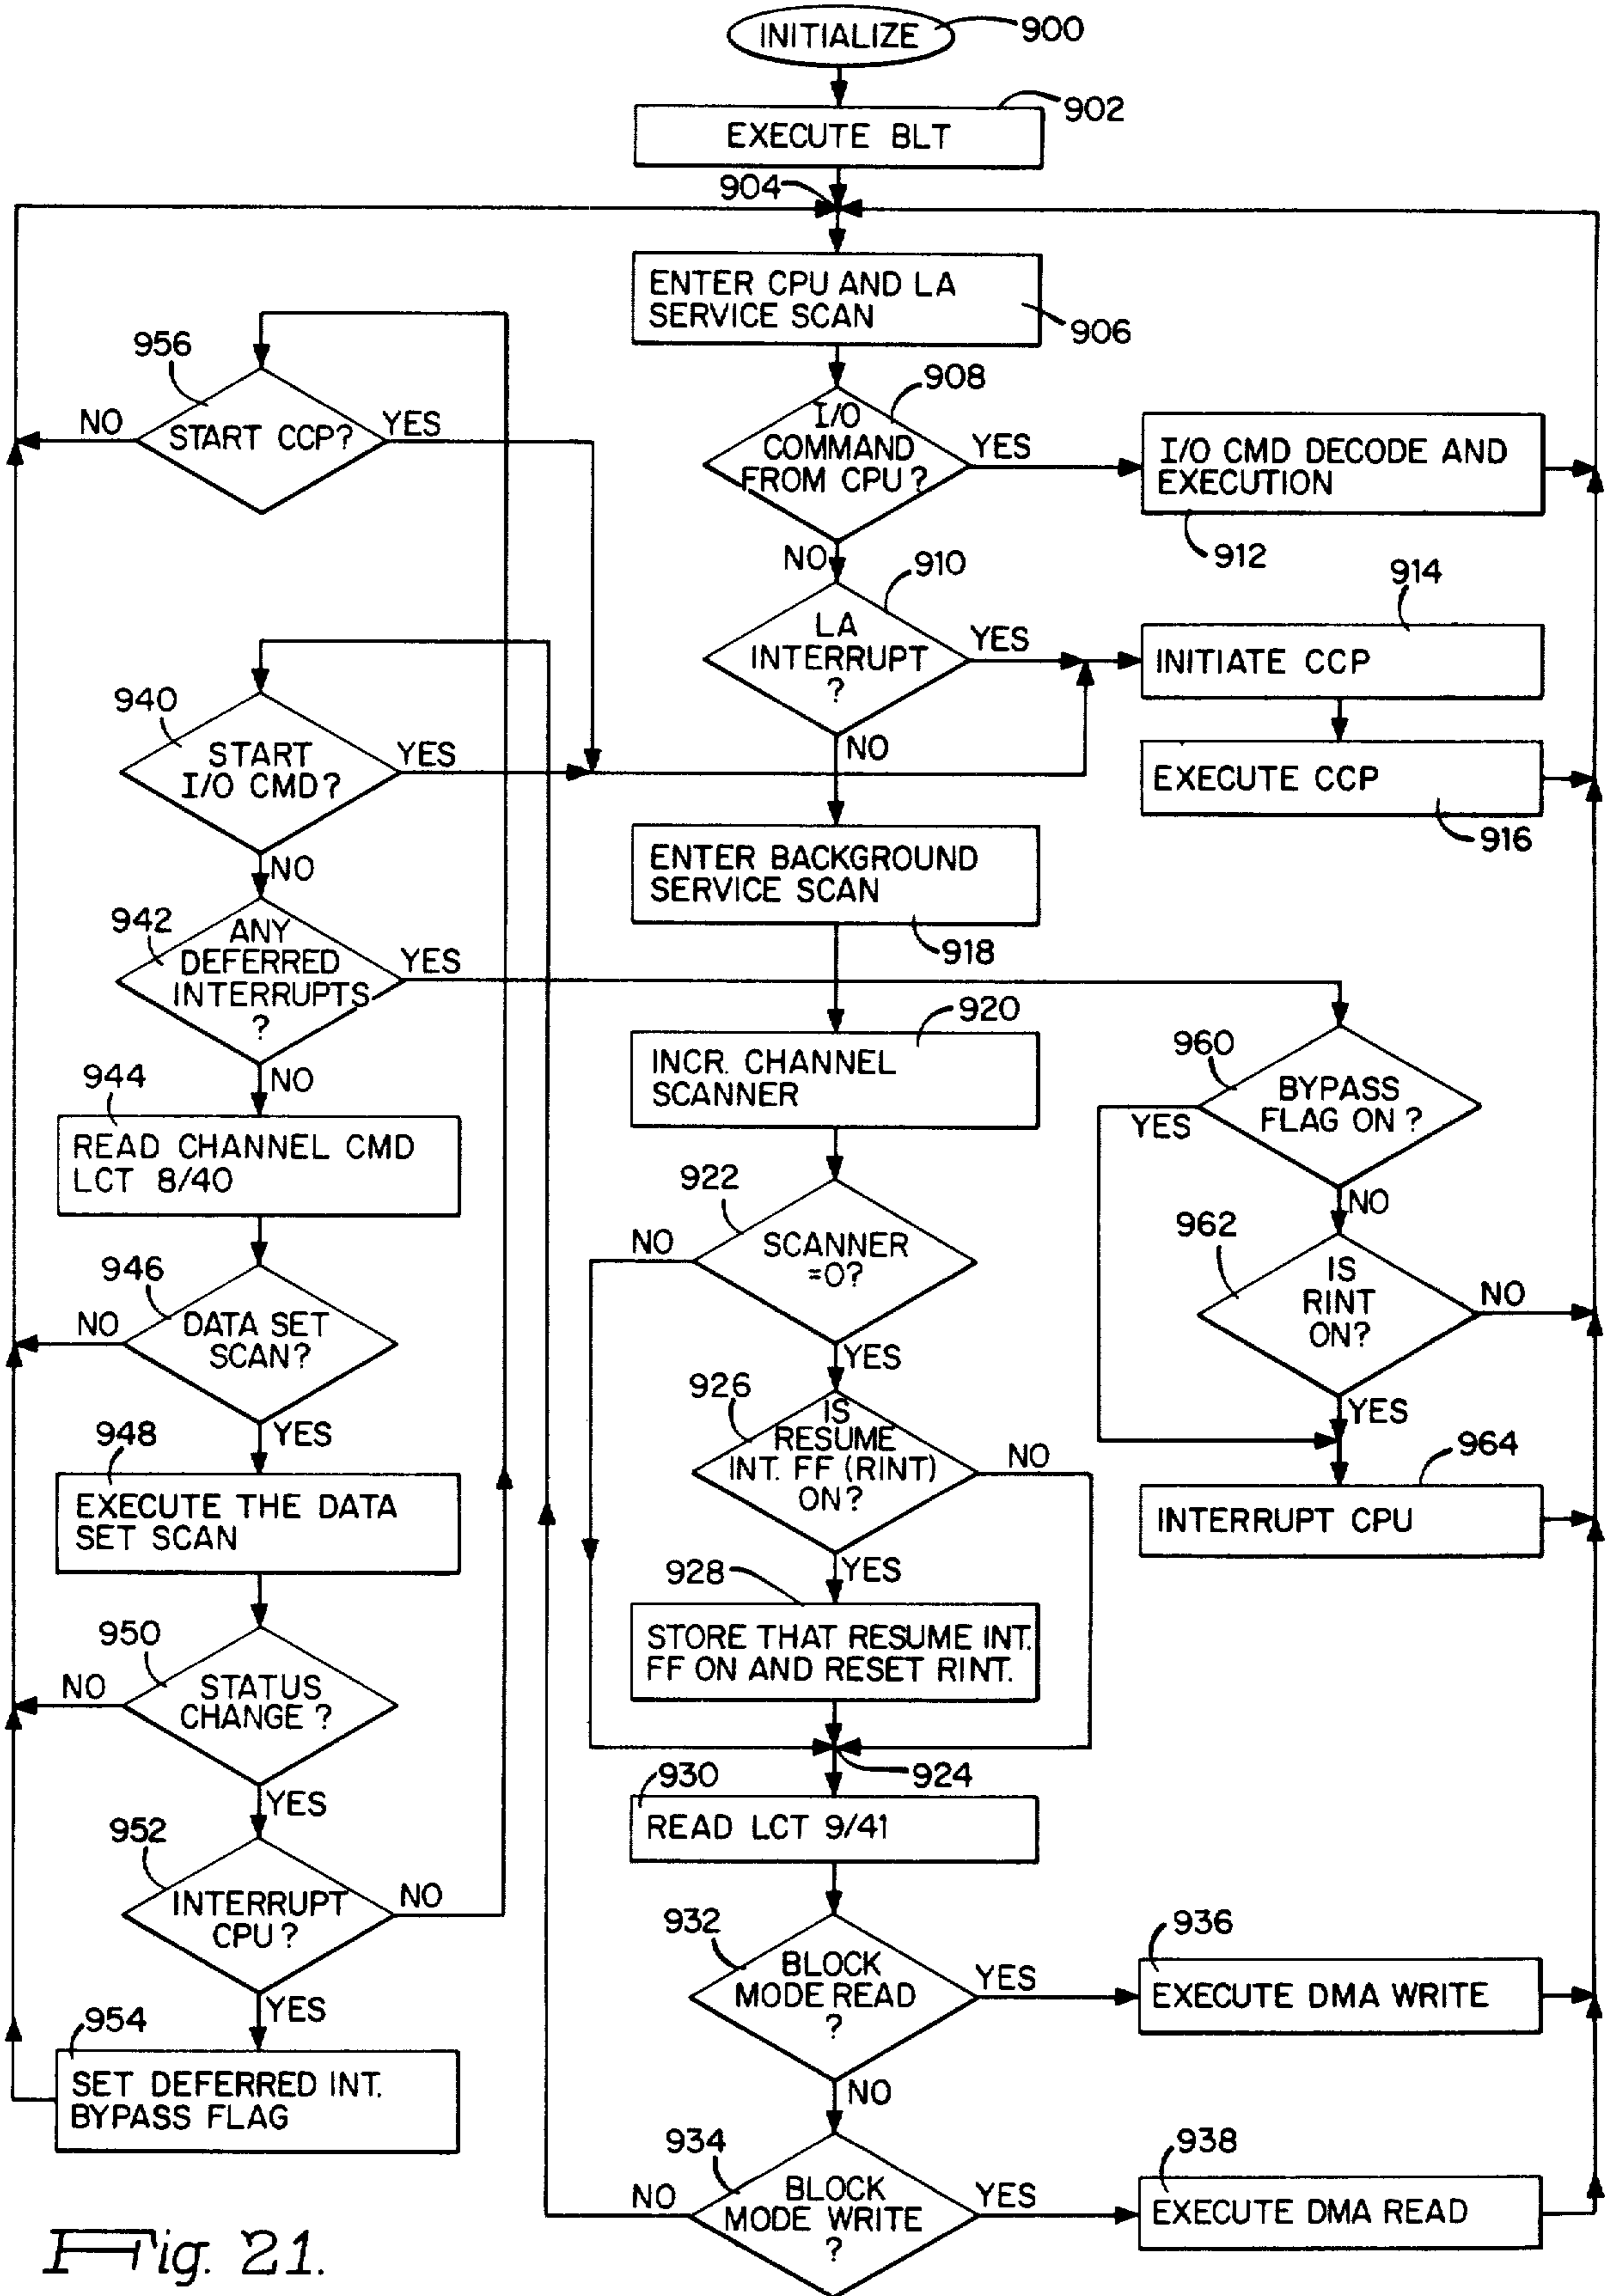 INITIALIZE
900
EXECUTE BLT
902
904
ENTER CPU AND LA
SERVICE SCAN
906
956
START CCP?
NO
YES
908
I/O
COMMAND
FROM CPU?
YES
NO
I/O CMD DECODE AND
EXECUTION
912
910
LA
INTERRUPT
?
YES
NO
914
INITIATE CCP
EXECUTE CCP
916
940
START
I/O CMD?
YES
NO
ENTER BACKGROUND
SERVICE SCAN
918
942
ANY
DEFERRED
INTERRUPTS
?
YES
NO
920
INCR. CHANNEL
SCANNER
960
BYPASS
FLAG ON?
YES
NO
944
READ CHANNEL CMD
LCT 8/40
922
SCANNER
=0?
NO
YES
962
IS
RINT
ON?
NO
YES
946
DATA SET
SCAN?
NO
YES
926
IS
RESUME
INT. FF (RINT)
ON?
NO
YES
964
INTERRUPT CPU
948
EXECUTE THE DATA
SET SCAN
928
STORE THAT RESUME INT.
FF ON AND RESET RINT.
950
STATUS
CHANGE?
NO
YES
924
930
READ LCT 9/41
952
INTERRUPT
CPU?
NO
YES
932
BLOCK
MODE READ
?
YES
NO
936
EXECUTE DMA WRITE
954
SET DEFERRED INT.
BYPASS FLAG
934
BLOCK
MODE WRITE
?
NO
YES
938
EXECUTE DMA READ
Fig. 21.